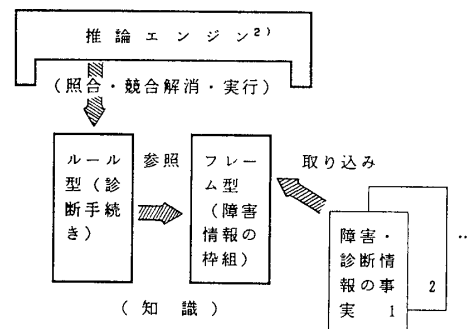 推論エンジン²⁾
(照合・競合解消・実行)
ルール
型(診
断手続
き)
参照
フレー
ム型
(障害
情報の
枠組)
取り込み
障害・
診断情
報の事
実 1
2
‥
(知識)